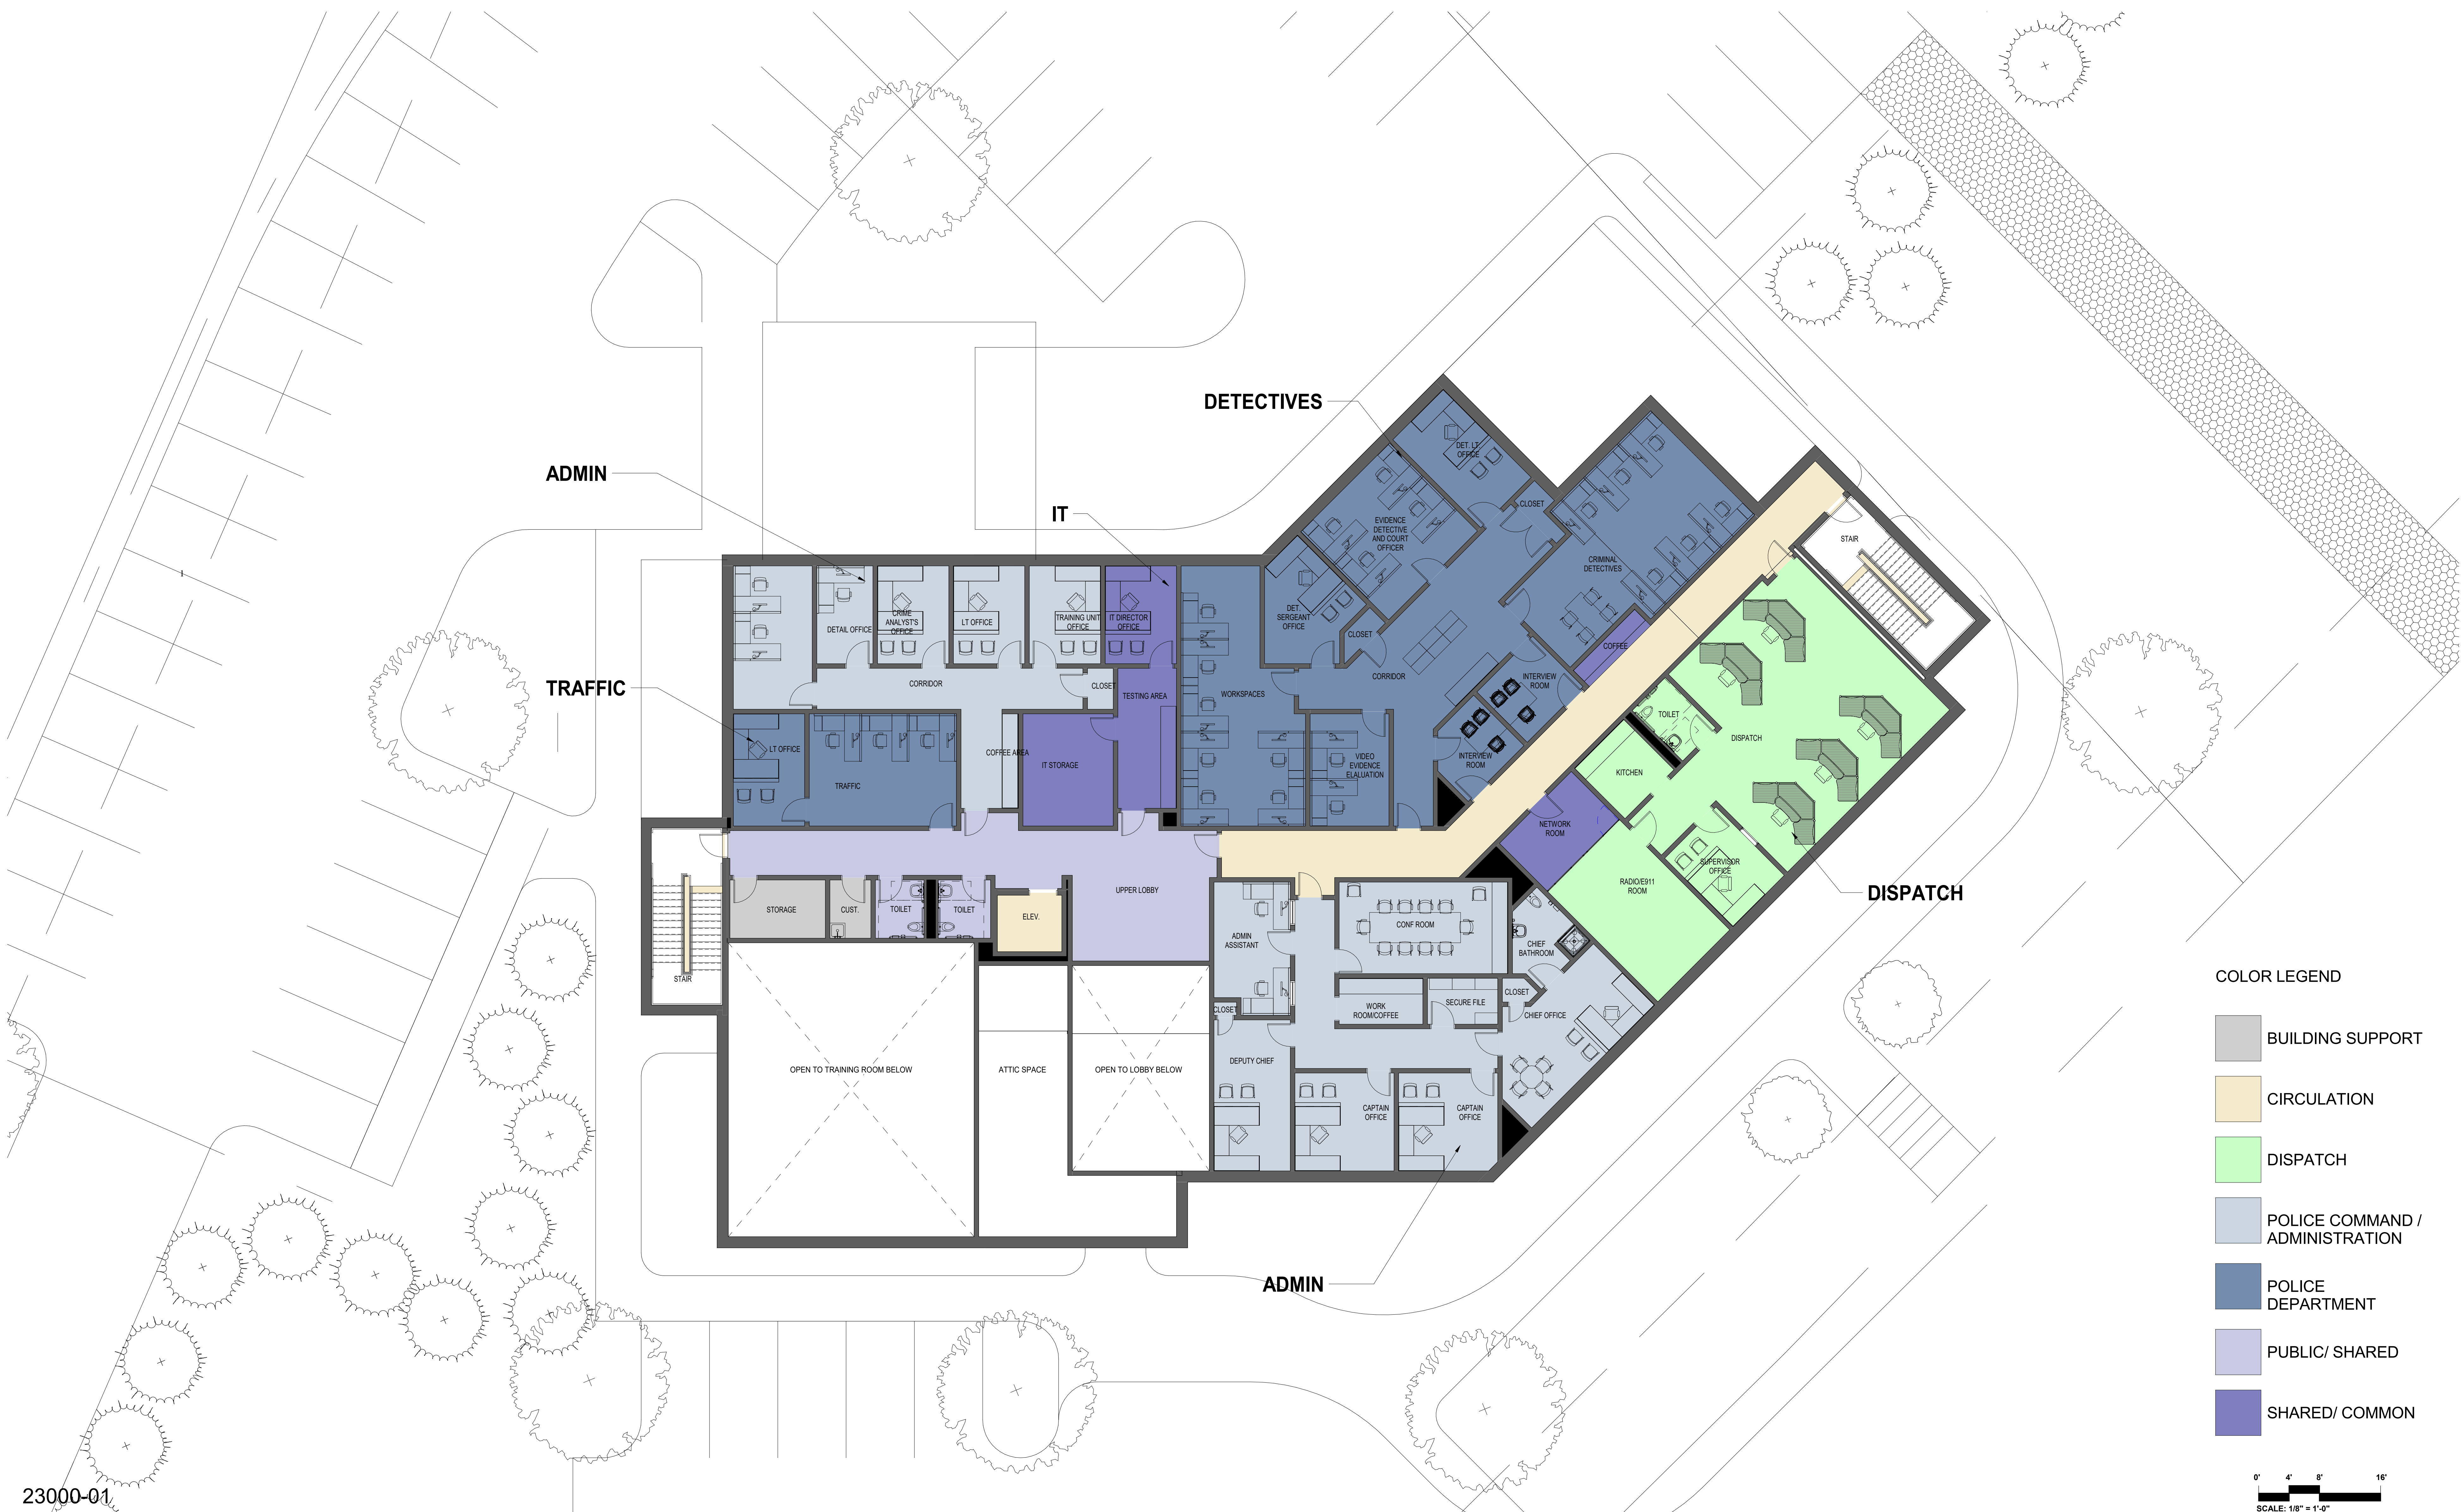 DETECTIVES
ADMIN
IT
TRAFFIC
DISPATCH
ADMIN
DET. LT.
OFFICE
CLOSET
EVIDENCE
DETECTIVE
AND COURT
OFFICER
CRIMINAL
DETECTIVES
STAIR
DETAIL OFFICE
CRIME
ANALYST'S
OFFICE
LT OFFICE
TRAINING UNIT
OFFICE
IT DIRECTOR
OFFICE
DET.
SERGEANT
OFFICE
CLOSET
COFFEE
CORRIDOR
CLOSET
TESTING AREA
WORKSPACES
CORRIDOR
INTERVIEW
ROOM
TOILET
DISPATCH
LT OFFICE
TRAFFIC
COFFEE AREA
IT STORAGE
VIDEO
EVIDENCE
ELALUATION
INTERVIEW
ROOM
KITCHEN
NETWORK
ROOM
SUPERVISOR
OFFICE
RADIO/E911
ROOM
STORAGE
CUST.
TOILET
TOILET
ELEV.
UPPER LOBBY
ADMIN
ASSISTANT
CONF ROOM
CHIEF
BATHROOM
STAIR
CLOSET
WORK
ROOM/COFFEE
SECURE FILE
CLOSET
CHIEF OFFICE
OPEN TO TRAINING ROOM BELOW
ATTIC SPACE
OPEN TO LOBBY BELOW
DEPUTY CHIEF
CAPTAIN
OFFICE
CAPTAIN
OFFICE
1
COLOR LEGEND
BUILDING SUPPORT
CIRCULATION
DISPATCH
POLICE COMMAND /
ADMINISTRATION
POLICE
DEPARTMENT
PUBLIC/ SHARED
SHARED/ COMMON
0' 4' 8' 16'
SCALE: 1/8" = 1'-0"
23000-01